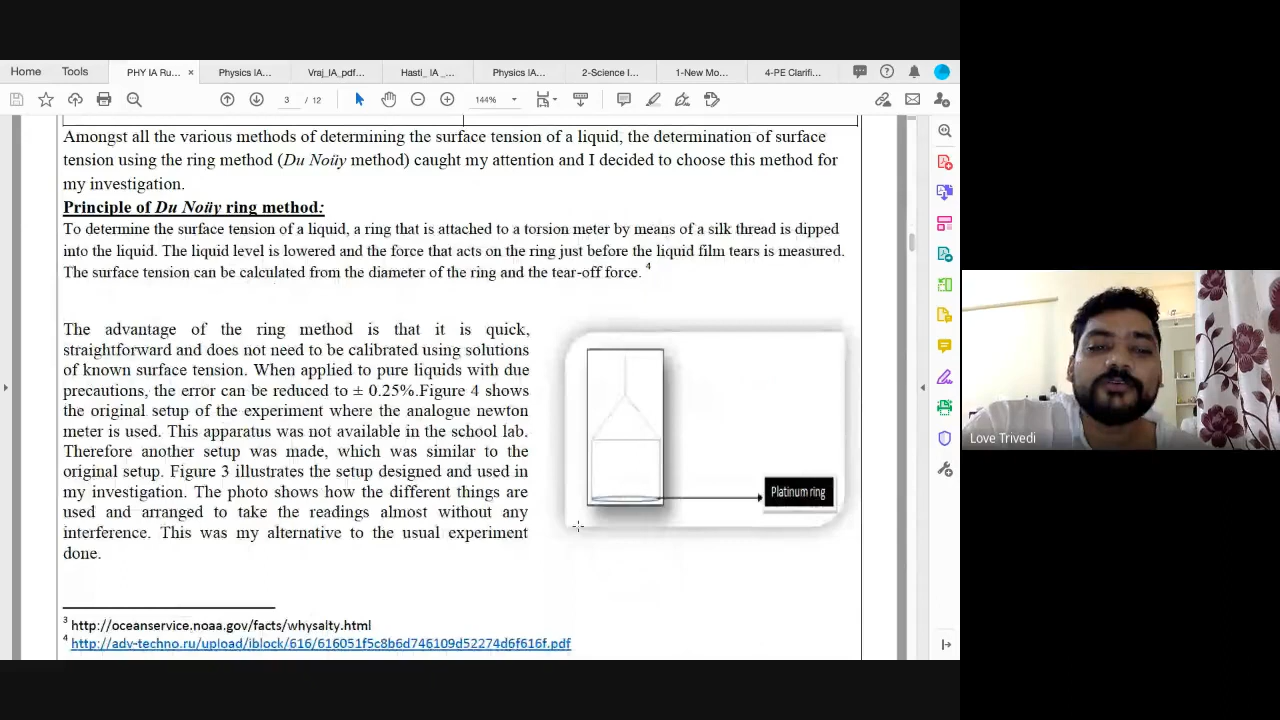 Home
Tools
PHY IA Ru...
×
Physics IA...
Vraj_IA_pdf...
Hasti_ IA _...
Physics IA...
2-Science I...
1-New Mo...
4-PE Clarifi...
3 / 12
144%
Amongst all the various methods of determining the surface tension of a liquid, the determination of surface
tension using the ring method (Du Noüy method) caught my attention and I decided to choose this method for
my investigation.
Principle of Du Noüy ring method:
To determine the surface tension of a liquid, a ring that is attached to a torsion meter by means of a silk thread is dipped
into the liquid. The liquid level is lowered and the force that acts on the ring just before the liquid film tears is measured.
The surface tension can be calculated from the diameter of the ring and the tear-off force. 4
The advantage of the ring method is that it is quick,
straightforward and does not need to be calibrated using solutions
of known surface tension. When applied to pure liquids with due
precautions, the error can be reduced to ± 0.25%.Figure 4 shows
the original setup of the experiment where the analogue newton
meter is used. This apparatus was not available in the school lab.
Therefore another setup was made, which was similar to the
original setup. Figure 3 illustrates the setup designed and used in
my investigation. The photo shows how the different things are
used and arranged to take the readings almost without any
interference. This was my alternative to the usual experiment
done.
Platinum ring
3 http://oceanservice.noaa.gov/facts/whysalty.html
4 http://adv-techno.ru/upload/iblock/616/616051f5c8b6d746109d52274d6f616f.pdf
Love Trivedi